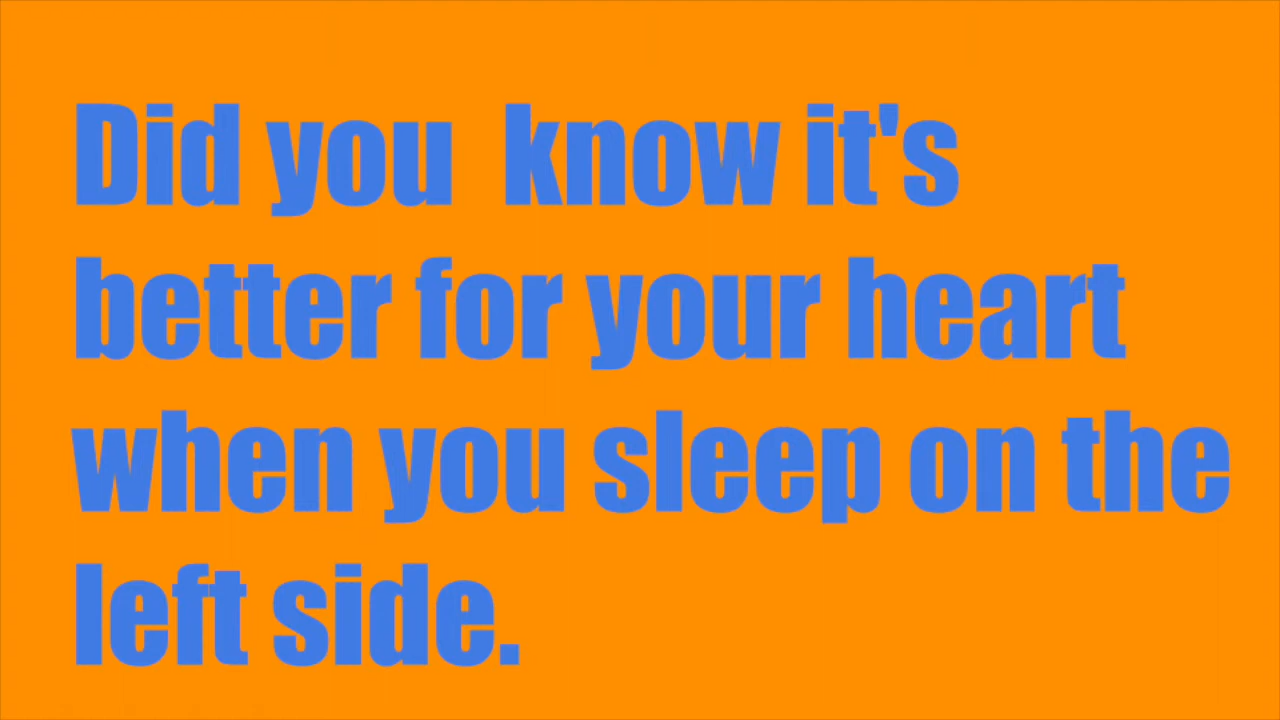 Did you  know it's
better for your heart
when you sleep on the
left side.